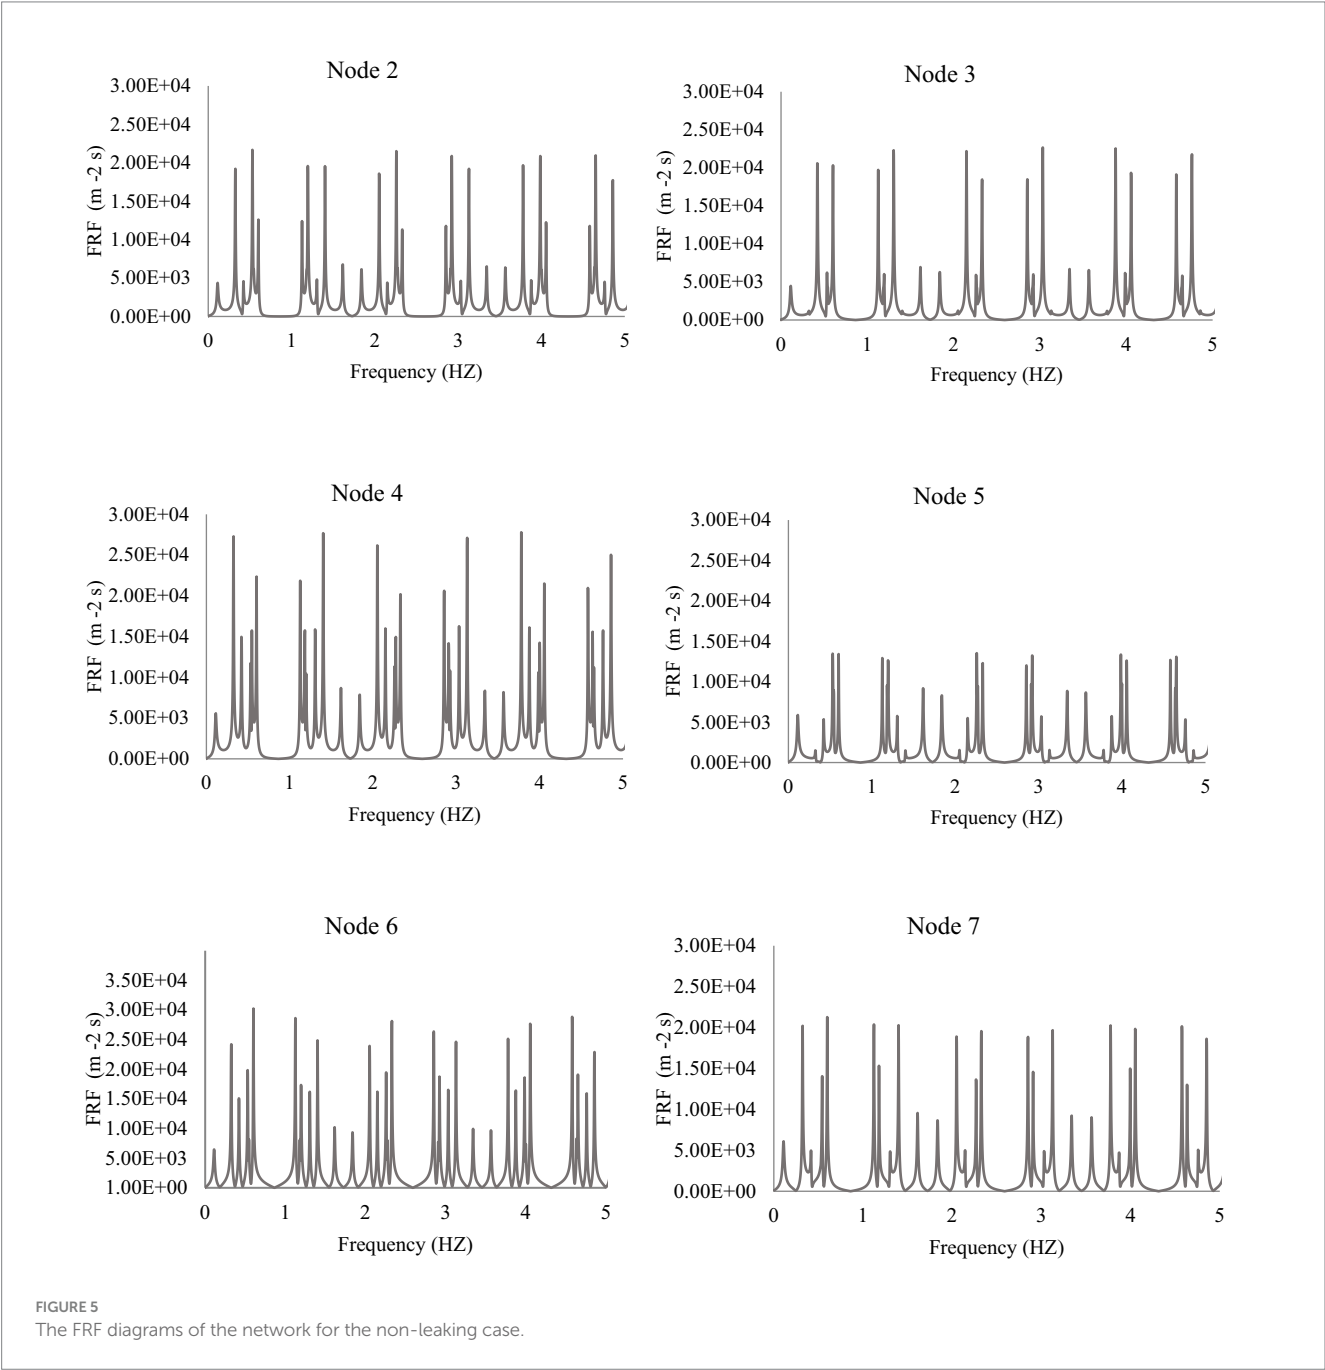 Node 2
3.00E+04
2.50E+04
2.00E+04
1.50E+04
1.00E+04
5.00E+03
0.00E+00
FRF (m -2 s)
0 1 2 3 4 5
Frequency (HZ)
Node 3
3.00E+04
2.50E+04
2.00E+04
1.50E+04
1.00E+04
5.00E+03
0.00E+00
FRF (m -2 s)
0 1 2 3 4 5
Frequency (HZ)
Node 4
3.00E+04
2.50E+04
2.00E+04
1.50E+04
1.00E+04
5.00E+03
0.00E+00
FRF (m -2 s)
0 1 2 3 4 5
Frequency (HZ)
Node 5
3.00E+04
2.50E+04
2.00E+04
1.50E+04
1.00E+04
5.00E+03
0.00E+00
FRF (m -2 s)
0 1 2 3 4 5
Frequency (HZ)
Node 6
3.50E+04
3.00E+04
2.50E+04
2.00E+04
1.50E+04
1.00E+04
5.00E+03
1.00E+00
FRF (m -2 s)
0 1 2 3 4 5
Frequency (HZ)
Node 7
3.00E+04
2.50E+04
2.00E+04
1.50E+04
1.00E+04
5.00E+03
0.00E+00
FRF (m -2 s)
0 1 2 3 4 5
Frequency (HZ)
FIGURE 5
The FRF diagrams of the network for the non-leaking case.